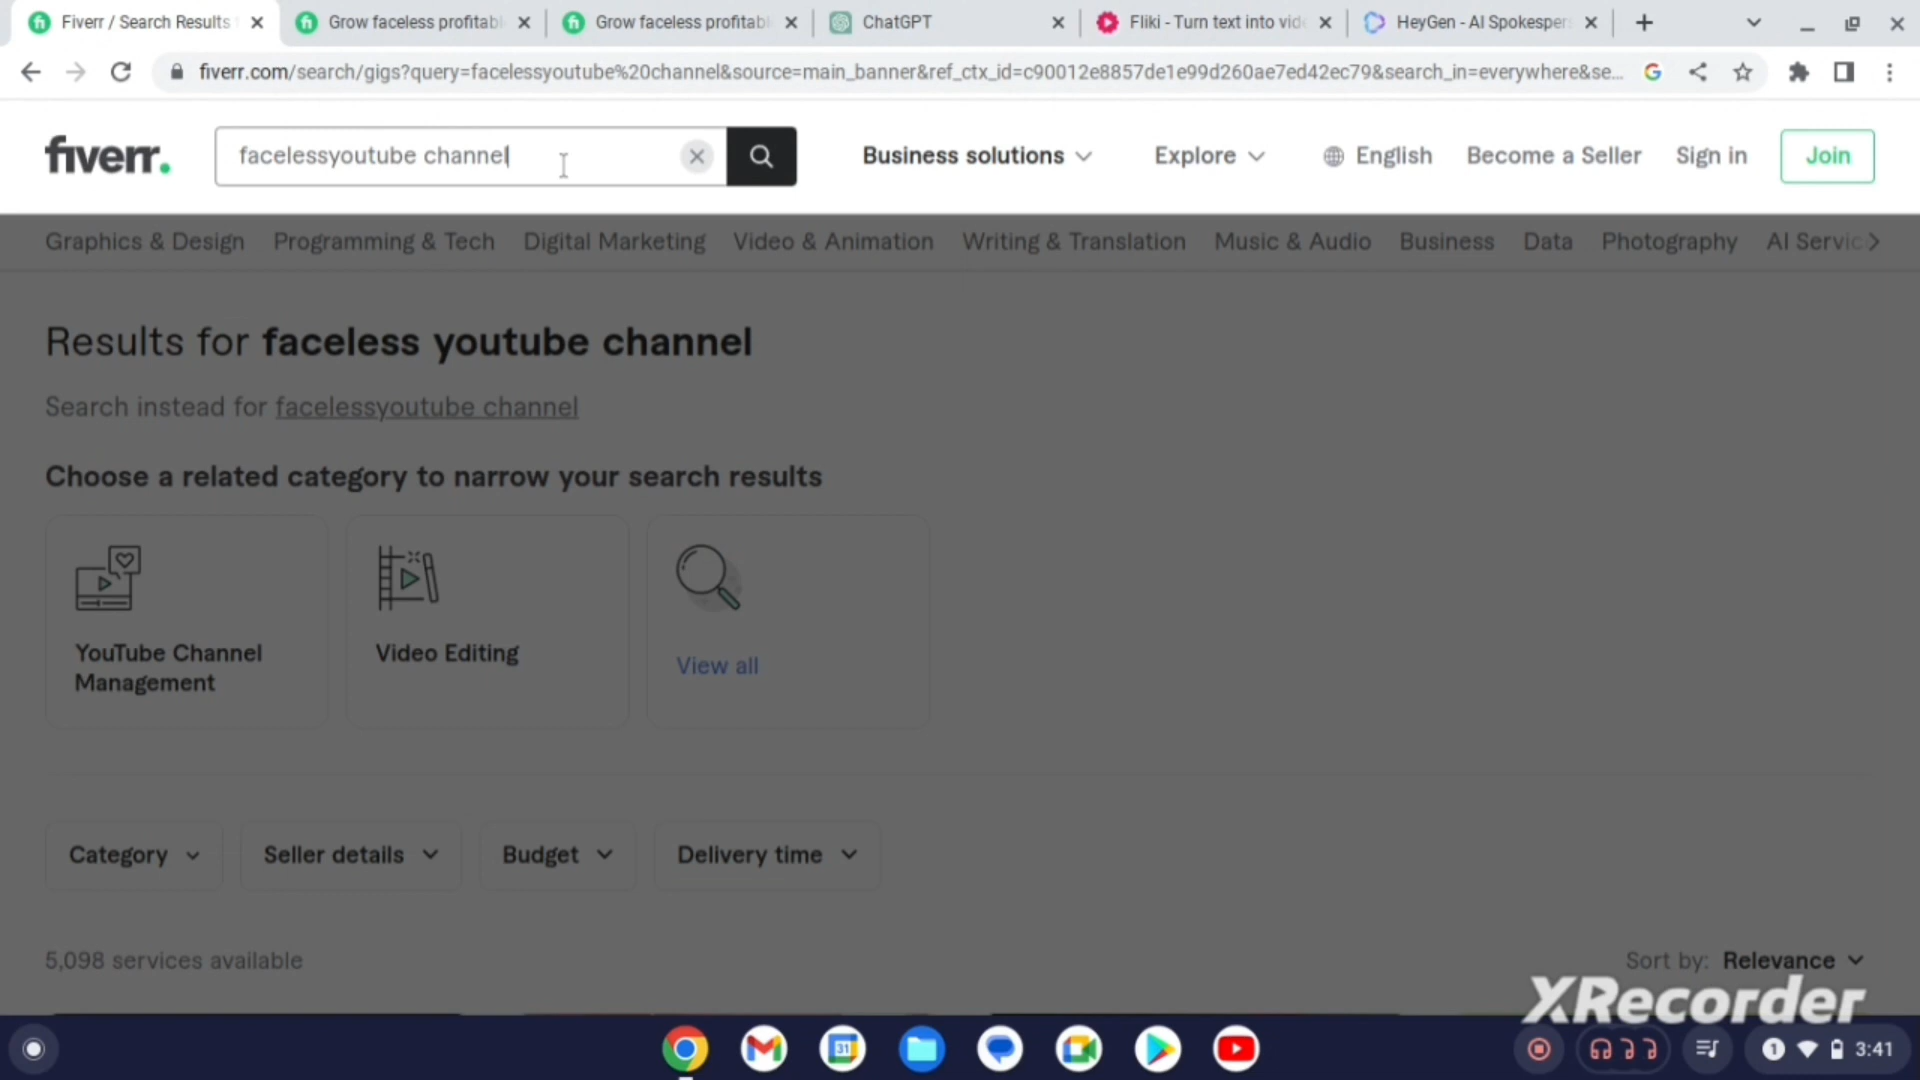 Fiverr / Search Results
Grow faceless profitabl
Grow faceless profitabl
ChatGPT
Fliki - Turn text into vid
HeyGen - AI Spokespers
fiverr.com/search/gigs?query=facelessyoutube%20channel&source=main_banner&ref_ctx_id=c90012e8857de1e99d260ae7ed42ec79&search_in=everywhere&se...
fiverr.
facelessyoutube channel
Business solutions
Explore
English
Become a Seller
Sign in
Join
Graphics & Design
Programming & Tech
Digital Marketing
Video & Animation
Writing & Translation
Music & Audio
Business
Data
Photography
AI Servic
Results for faceless youtube channel
Search instead for facelessyoutube channel
Choose a related category to narrow your search results
YouTube Channel
Management
Video Editing
View all
Category
Seller details
Budget
Delivery time
5,098 services available
Sort by: Relevance
XRecorder
31
1
3:41